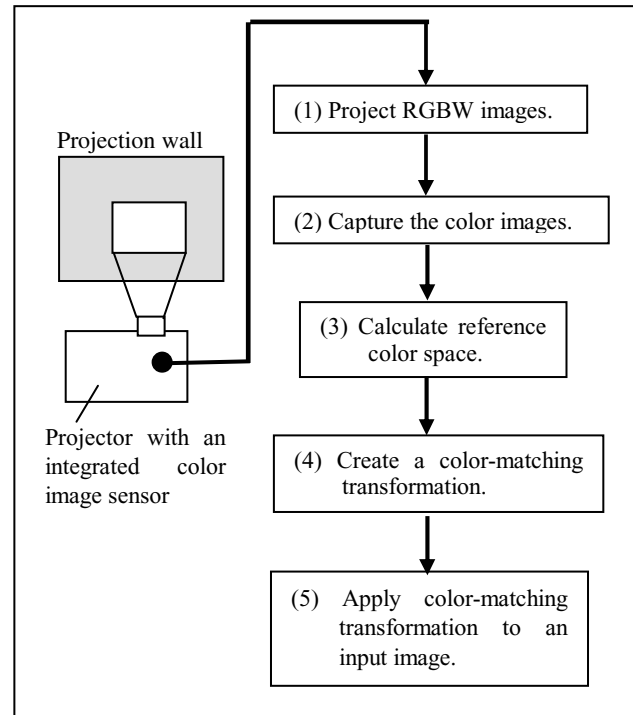 (1) Project RGBW images.
Projection wall
(2) Capture the color images.
(3) Calculate reference
color space.
Projector with an
integrated color
image sensor
(4) Create a color-matching
transformation.
(5) Apply color-matching
transformation to an
input image.